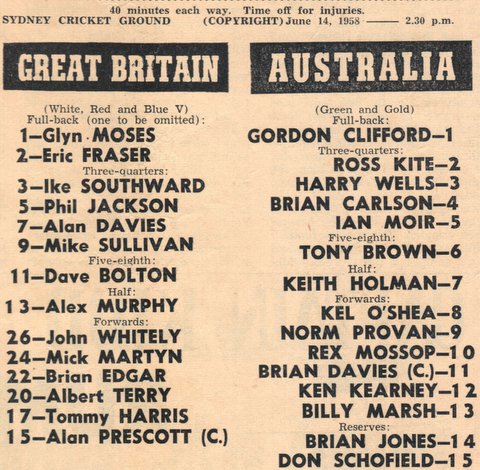 40 minutes each way. Time off for injuries.
SYDNEY CRICKET GROUND (COPYRIGHT) June 14, 1958 —— 2.30 p.m.
GREAT BRITAIN
(White, Red and Blue V)
Full-back (one to be omitted):
1—Glyn MOSES
2—Eric FRASER
Three-quarters:
3—Ike SOUTHWARD
5—Phil JACKSON
7—Alan DAVIES
9—Mike SULLIVAN
Five-eighth:
11—Dave BOLTON
Half:
13—Alex MURPHY
Forwards:
26—John WHITELY
24—Mick MARTYN
22—Brian EDGAR
20—Albert TERRY
17—Tommy HARRIS
15—Alan PRESCOTT (C.)
AUSTRALIA
(Green and Gold)
Full-back:
GORDON CLIFFORD—1
Three-quarters:
ROSS KITE—2
HARRY WELLS—3
BRIAN CARLSON—4
IAN MOIR—5
Five-eighth:
TONY BROWN—6
Half:
KEITH HOLMAN—7
Forwards:
KEL O'SHEA—8
NORM PROVAN—9
REX MOSSOP—10
BRIAN DAVIES (C.)—11
KEN KEARNEY—12
BILLY MARSH—13
Reserves:
BRIAN JONES—14
DON SCHOFIELD—15